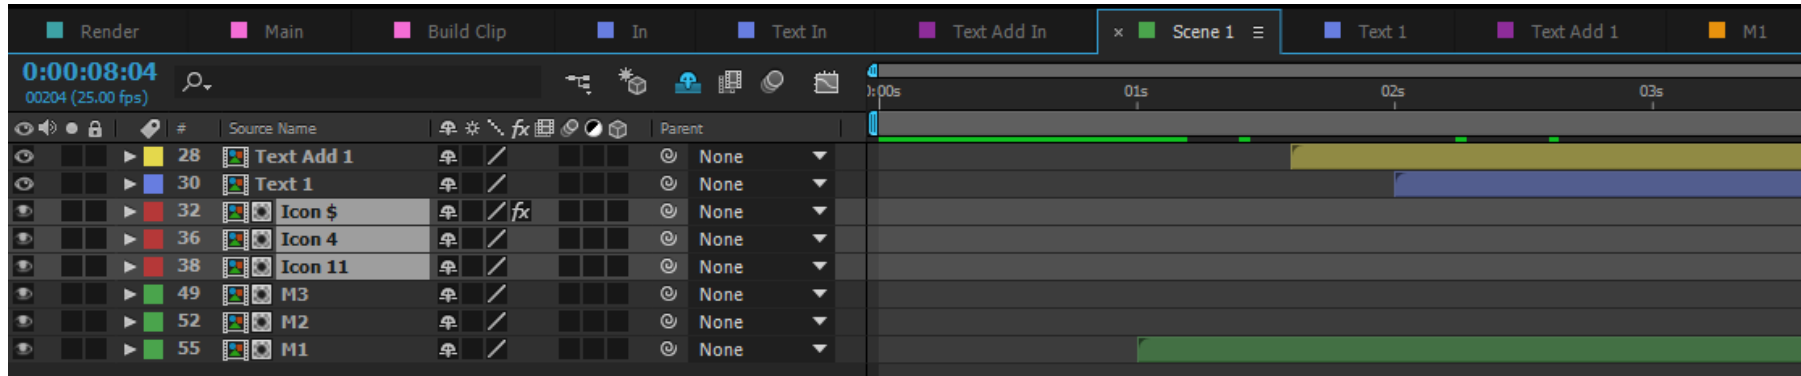 Render Main Build Clip In Text In Text Add In × Scene 1 ≡ Text 1 Text Add 1 M1
0:00:08:04
00204 (25.00 fps)
):00s 01s 02s 03s
# Source Name fx Parent
28 Text Add 1 None
30 Text 1 None
32 Icon $ fx None
36 Icon 4 None
38 Icon 11 None
49 M3 None
52 M2 None
55 M1 None